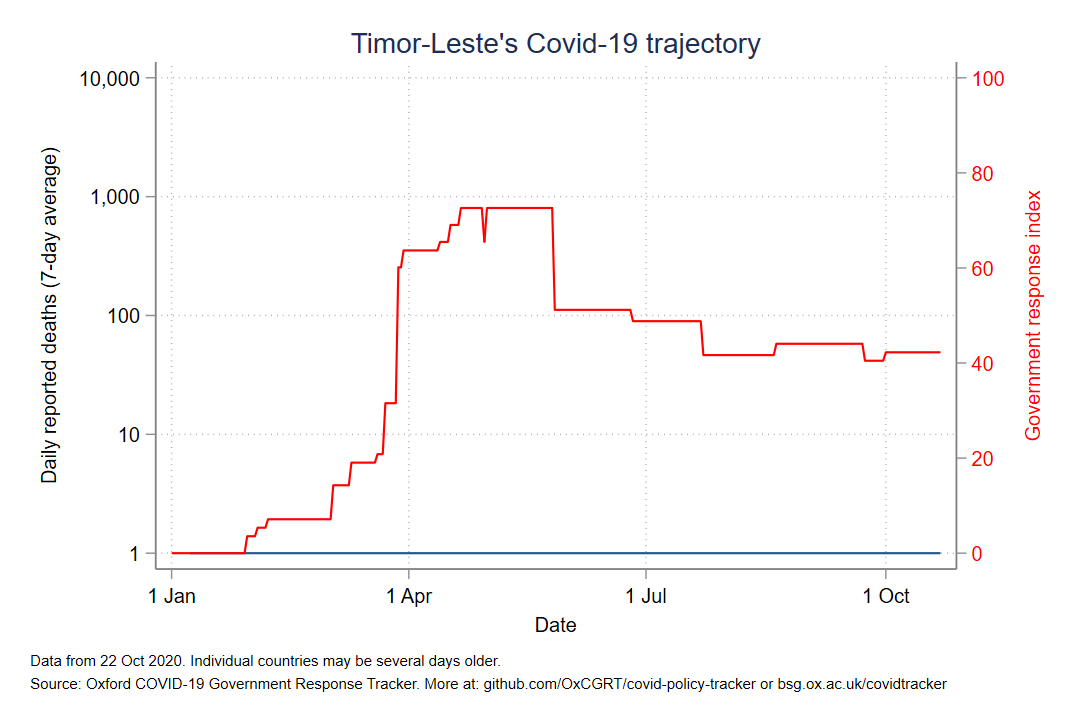 Timor-Leste's Covid-19 trajectory
10,000
1,000
100
10
1
Daily reported deaths (7-day average)
100
80
60
40
20
0
Government response index
1 Jan
1 Apr
1 Jul
1 Oct
Date
Data from 22 Oct 2020. Individual countries may be several days older.
Source: Oxford COVID-19 Government Response Tracker. More at: github.com/OxCGRT/covid-policy-tracker or bsg.ox.ac.uk/covidtracker